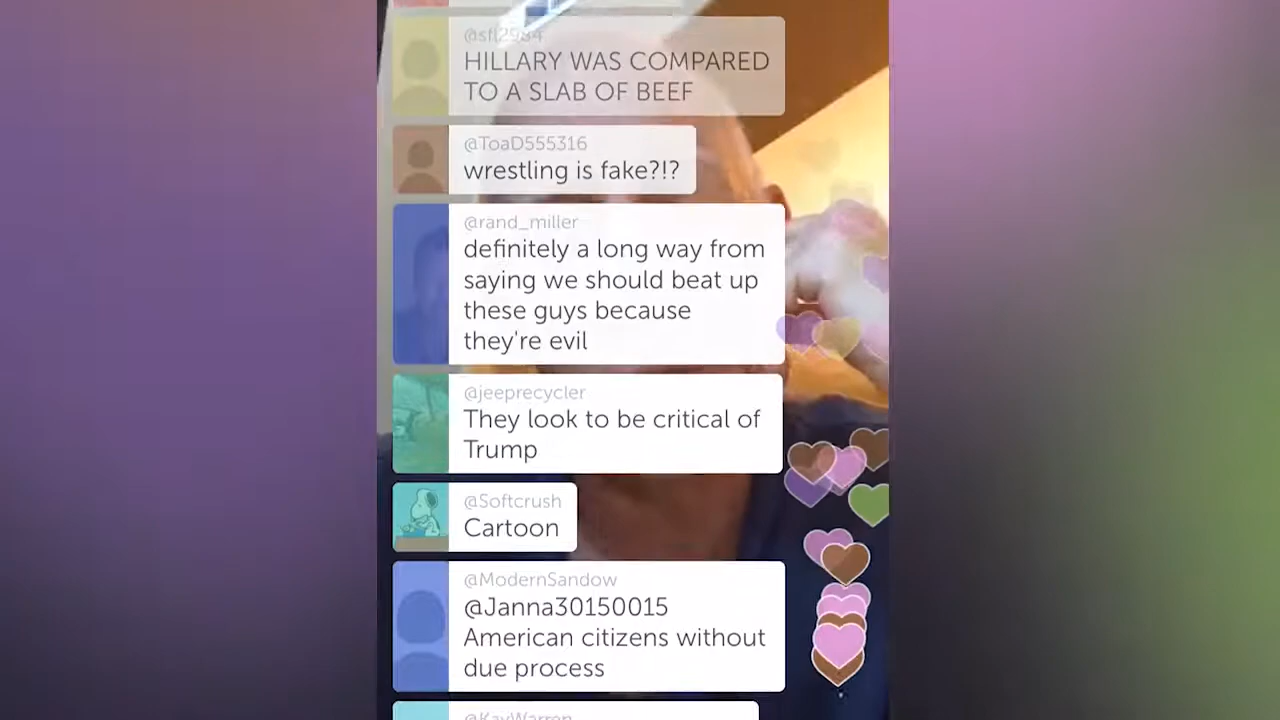 @sfl2984
HILLARY WAS COMPARED
TO A SLAB OF BEEF
@ToaD555316
wrestling is fake?!?
@rand_miller
definitely a long way from
saying we should beat up
these guys because
they're evil
@jeeprecycler
They look to be critical of
Trump
@Softcrush
Cartoon
@ModernSandow
@Janna30150015
American citizens without
due process
@KayWarren